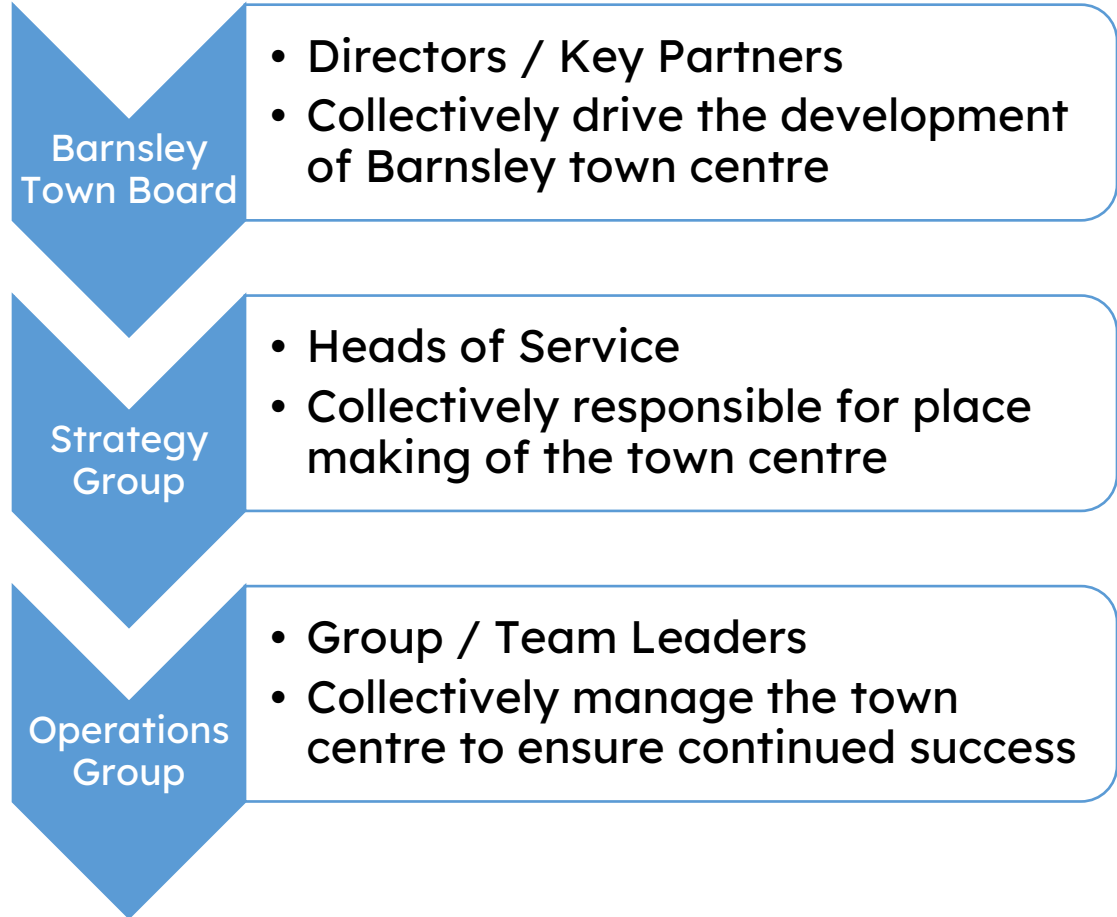 Barnsley
Town Board
• Directors / Key Partners
• Collectively drive the development
of Barnsley town centre
Strategy
Group
• Heads of Service
• Collectively responsible for place
making of the town centre
Operations
Group
• Group / Team Leaders
• Collectively manage the town
centre to ensure continued success